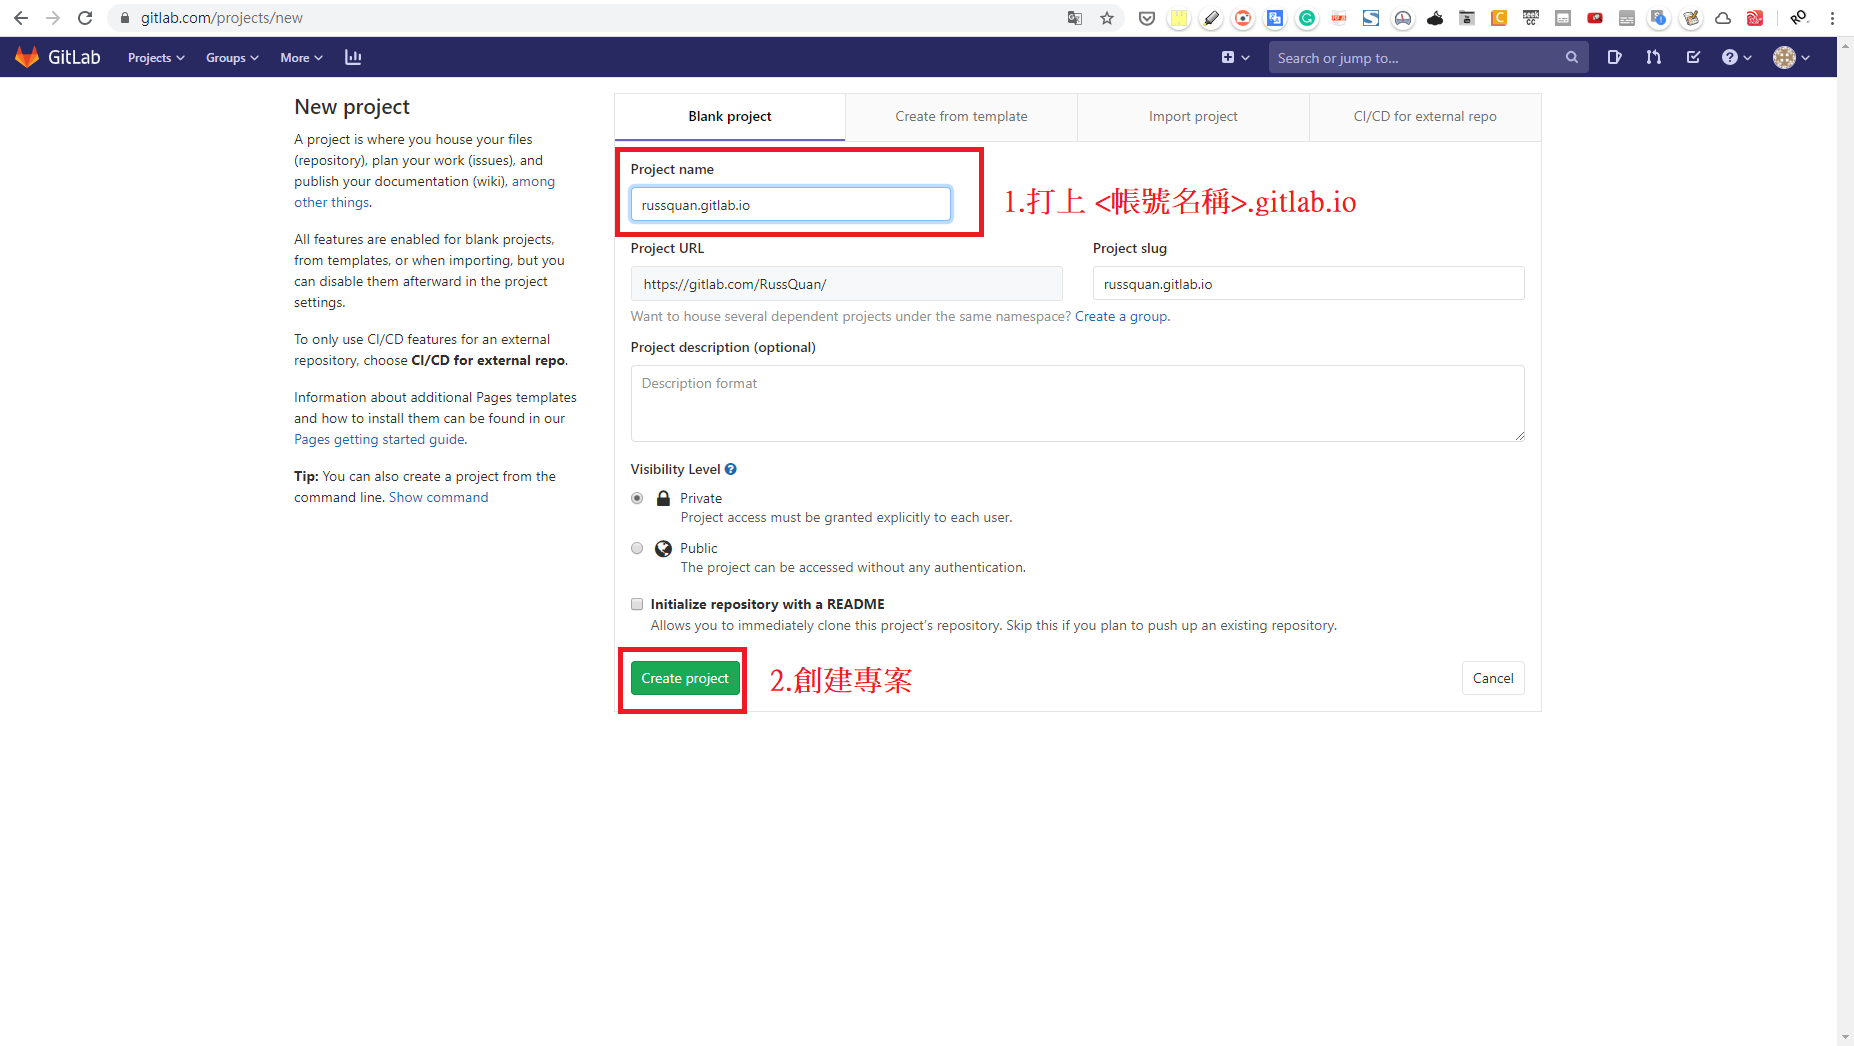 gitlab.com/projects/new
GitLab
Projects
Groups
More
Search or jump to...
New project
A project is where you house your files
(repository), plan your work (issues), and
publish your documentation (wiki), among
other things.
All features are enabled for blank projects,
from templates, or when importing, but you
can disable them afterward in the project
settings.
To only use CI/CD features for an external
repository, choose CI/CD for external repo.
Information about additional Pages templates
and how to install them can be found in our
Pages getting started guide.
Tip: You can also create a project from the
command line. Show command
Blank project
Create from template
Import project
CI/CD for external repo
Project name
russquan.gitlab.io
1.打上 <帳號名稱>.gitlab.io
Project URL
https://gitlab.com/RussQuan/
Project slug
russquan.gitlab.io
Want to house several dependent projects under the same namespace? Create a group.
Project description (optional)
Description format
Visibility Level
Private
Project access must be granted explicitly to each user.
Public
The project can be accessed without any authentication.
Initialize repository with a README
Allows you to immediately clone this project's repository. Skip this if you plan to push up an existing repository.
Create project
2.創建專案
Cancel